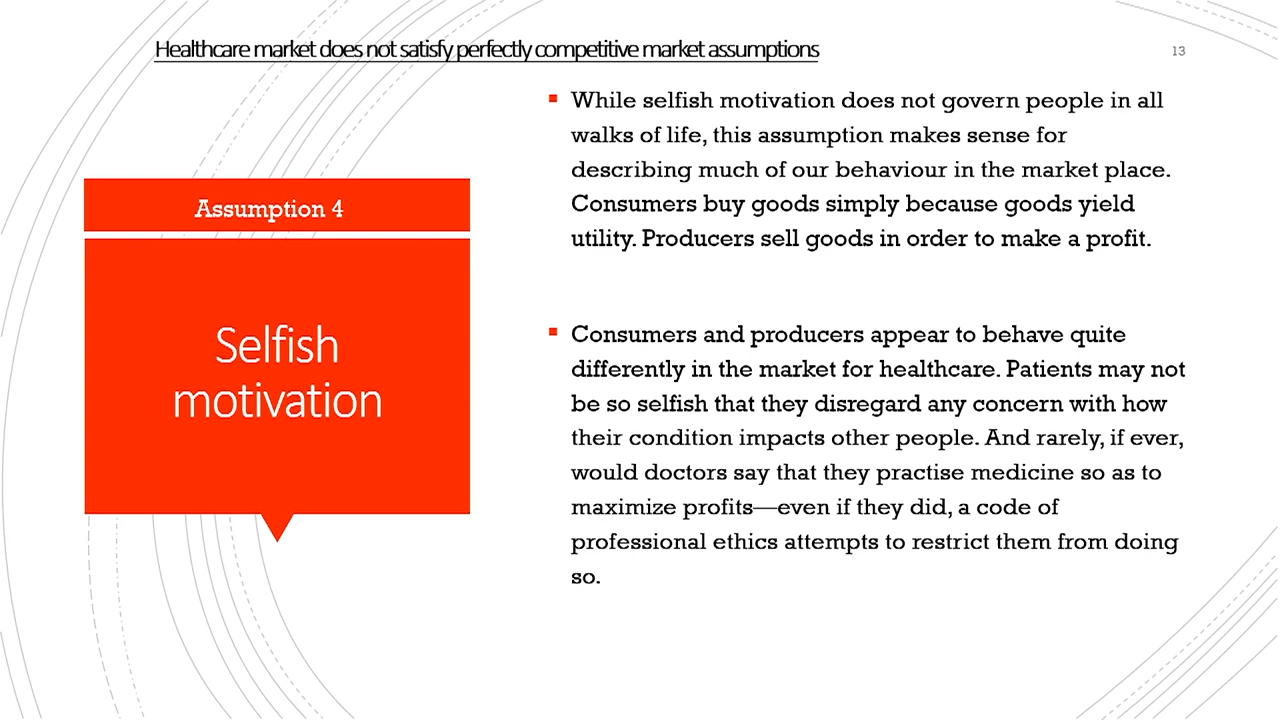 Healthcare market does not satisfy perfectly competitive market assumptions
13
Assumption 4
Selfish
motivation
While selfish motivation does not govern people in all
walks of life, this assumption makes sense for
describing much of our behaviour in the market place.
Consumers buy goods simply because goods yield
utility. Producers sell goods in order to make a profit.
Consumers and producers appear to behave quite
differently in the market for healthcare. Patients may not
be so selfish that they disregard any concern with how
their condition impacts other people. And rarely, if ever,
would doctors say that they practise medicine so as to
maximize profits—even if they did, a code of
professional ethics attempts to restrict them from doing
so.